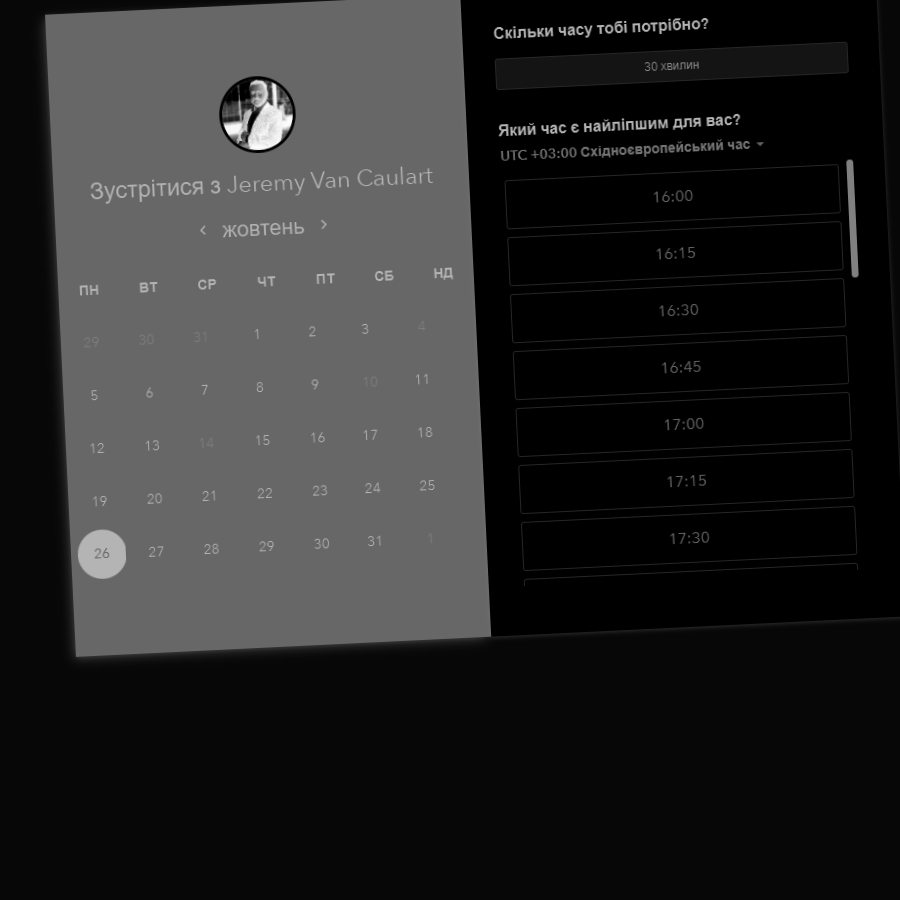 Зустрітися з Jeremy Van Caulart
жовтень
ПН ВТ СР ЧТ ПТ СБ НД
29 30 31 1 2 3 4
5 6 7 8 9 10 11
12 13 14 15 16 17 18
19 20 21 22 23 24 25
26 27 28 29 30 31 1
Скільки часу тобі потрібно?
30 хвилин
Який час є найліпшим для вас?
UTC +03:00 Східноєвропейський час
16:00
16:15
16:30
16:45
17:00
17:15
17:30